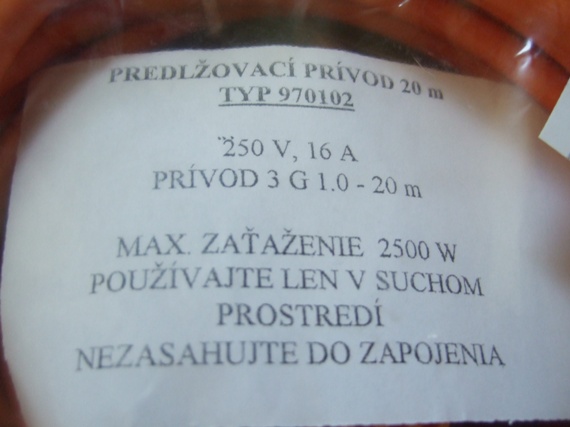 PREDLŽOVACÍ PRÍVOD 20 m
TYP 970102
250 V, 16 A
PRÍVOD 3 G 1.0 - 20 m
MAX. ZAŤAŽENIE 2500 W
POUŽÍVAJTE LEN V SUCHOM
PROSTREDÍ
NEZASAHUJTE DO ZAPOJENIA